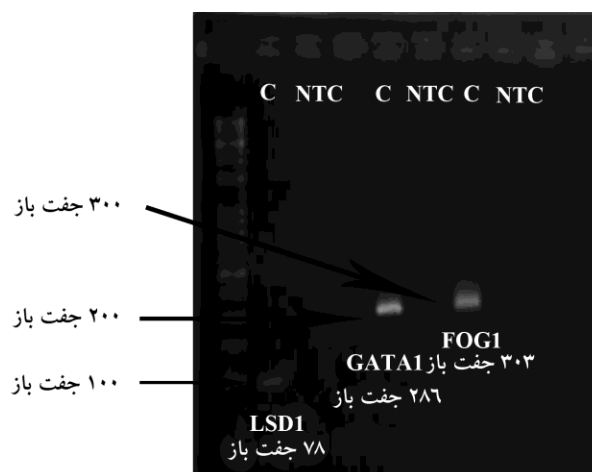 C NTC C NTC C NTC
۳۰۰ جفت باز
۲۰۰ جفت باز
۱۰۰ جفت باز
FOG1
۳۰۳ جفت باز
GATA1
۲۸۶ جفت باز
LSD1
۷۸ جفت باز